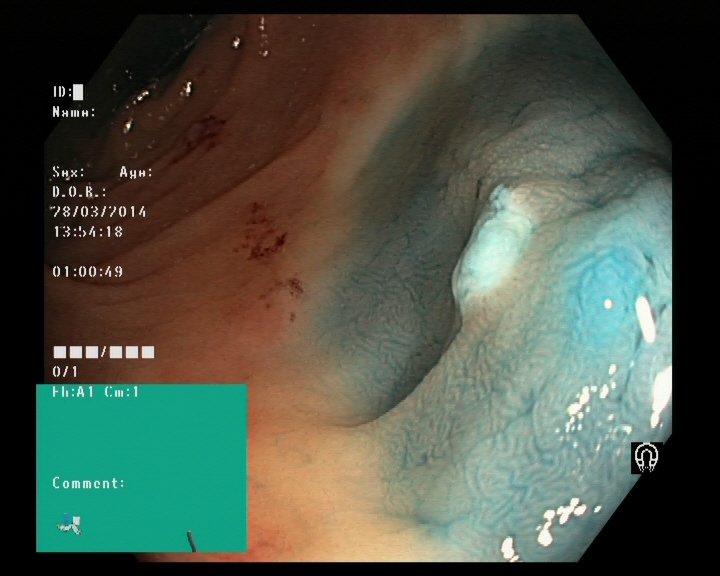 ID:
Name:
Sex: Age:
D.O.B.:
28/03/2014
13:54:18
01:00:49
■■■/■■■
0/1
Eh:A1 Cm:1
Comment: